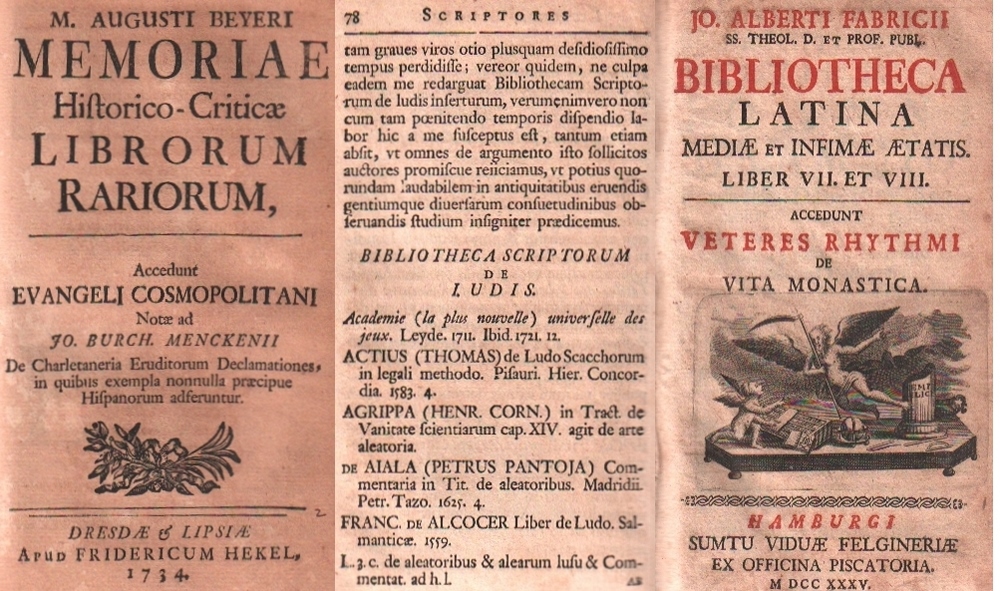 M. AUGUSTI BEYERI
MEMORIAE
Hiſtorico-Criticæ
LIBRORUM
RARIORUM,
Accedunt
EVANGELI COSMOPOLITANI
Notæ ad
JO. BURCH. MENCKENII
De Charletaneria Eruditorum Declamationes,
in quibus exempla nonnulla præcipue
Hiſpanorum adferuntur.
2
DRESDÆ & LIPSIÆ
APUD FRIDERICUM HEKEL,
1734.
78 SCRIPTORES
tam graues viros otio plusquam deſidioſiſſimo
tempus perdidiſſe; vereor quidem, ne culpa
eadem me redarguat Bibliothecam Scripto-
rum de ludis inſerturum, verumenimvero non
cum tam pœnitendo temporis diſpendio la-
bor hic a me ſuſceptus eſt, tantum etiam
abſit, vt omnes de argumento iſto ſollicitos
auctores promiſcue reiiciamus, vt potius quo-
rundam laudabilem in antiquitatibus eruendis
gentiumque diuerſarum conſuetudinibus ob-
ſeruandis ſtudium inſigniter prædicemus.
BIBLIOTHECA SCRIPTORUM
DE
LUDIS.
Academie (la plus nouvelle) univerſelle des
jeux. Leyde. 1711. Ibid. 1721. 12.
ACTIUS (THOMAS) de Ludo Scacchorum
in legali methodo. Piſauri. Hier. Concor-
dia. 1583. 4.
AGRIPPA (HENR. CORN.) in Tract. de
Vanitate ſcientiarum cap. XIV. agit de arte
aleatoria.
DE AIALA (PETRUS PANTOJA) Com-
mentaria in Tit. de aleatoribus. Madridii.
Petr. Tazo. 1625. 4.
FRANC. DE ALCOCER Liber de Ludo. Sal-
manticæ. 1559.
L. 3. c. de aleatoribus & alearum luſu & Com-
mentat. ad h. l.
AB
JO. ALBERTI FABRICII
SS. THEOL. D. ET PROF. PUBL.
BIBLIOTHECA
LATINA
MEDIÆ ET INFIMÆ ÆTATIS.
LIBER VII. ET VIII.
ACCEDUNT
VETERES RHYTHMI
DE
VITA MONASTICA.
HAMBURGI
SUMTU VIDUÆ FELGINERIÆ
EX OFFICINA PISCATORIA.
M DCC XXXV.